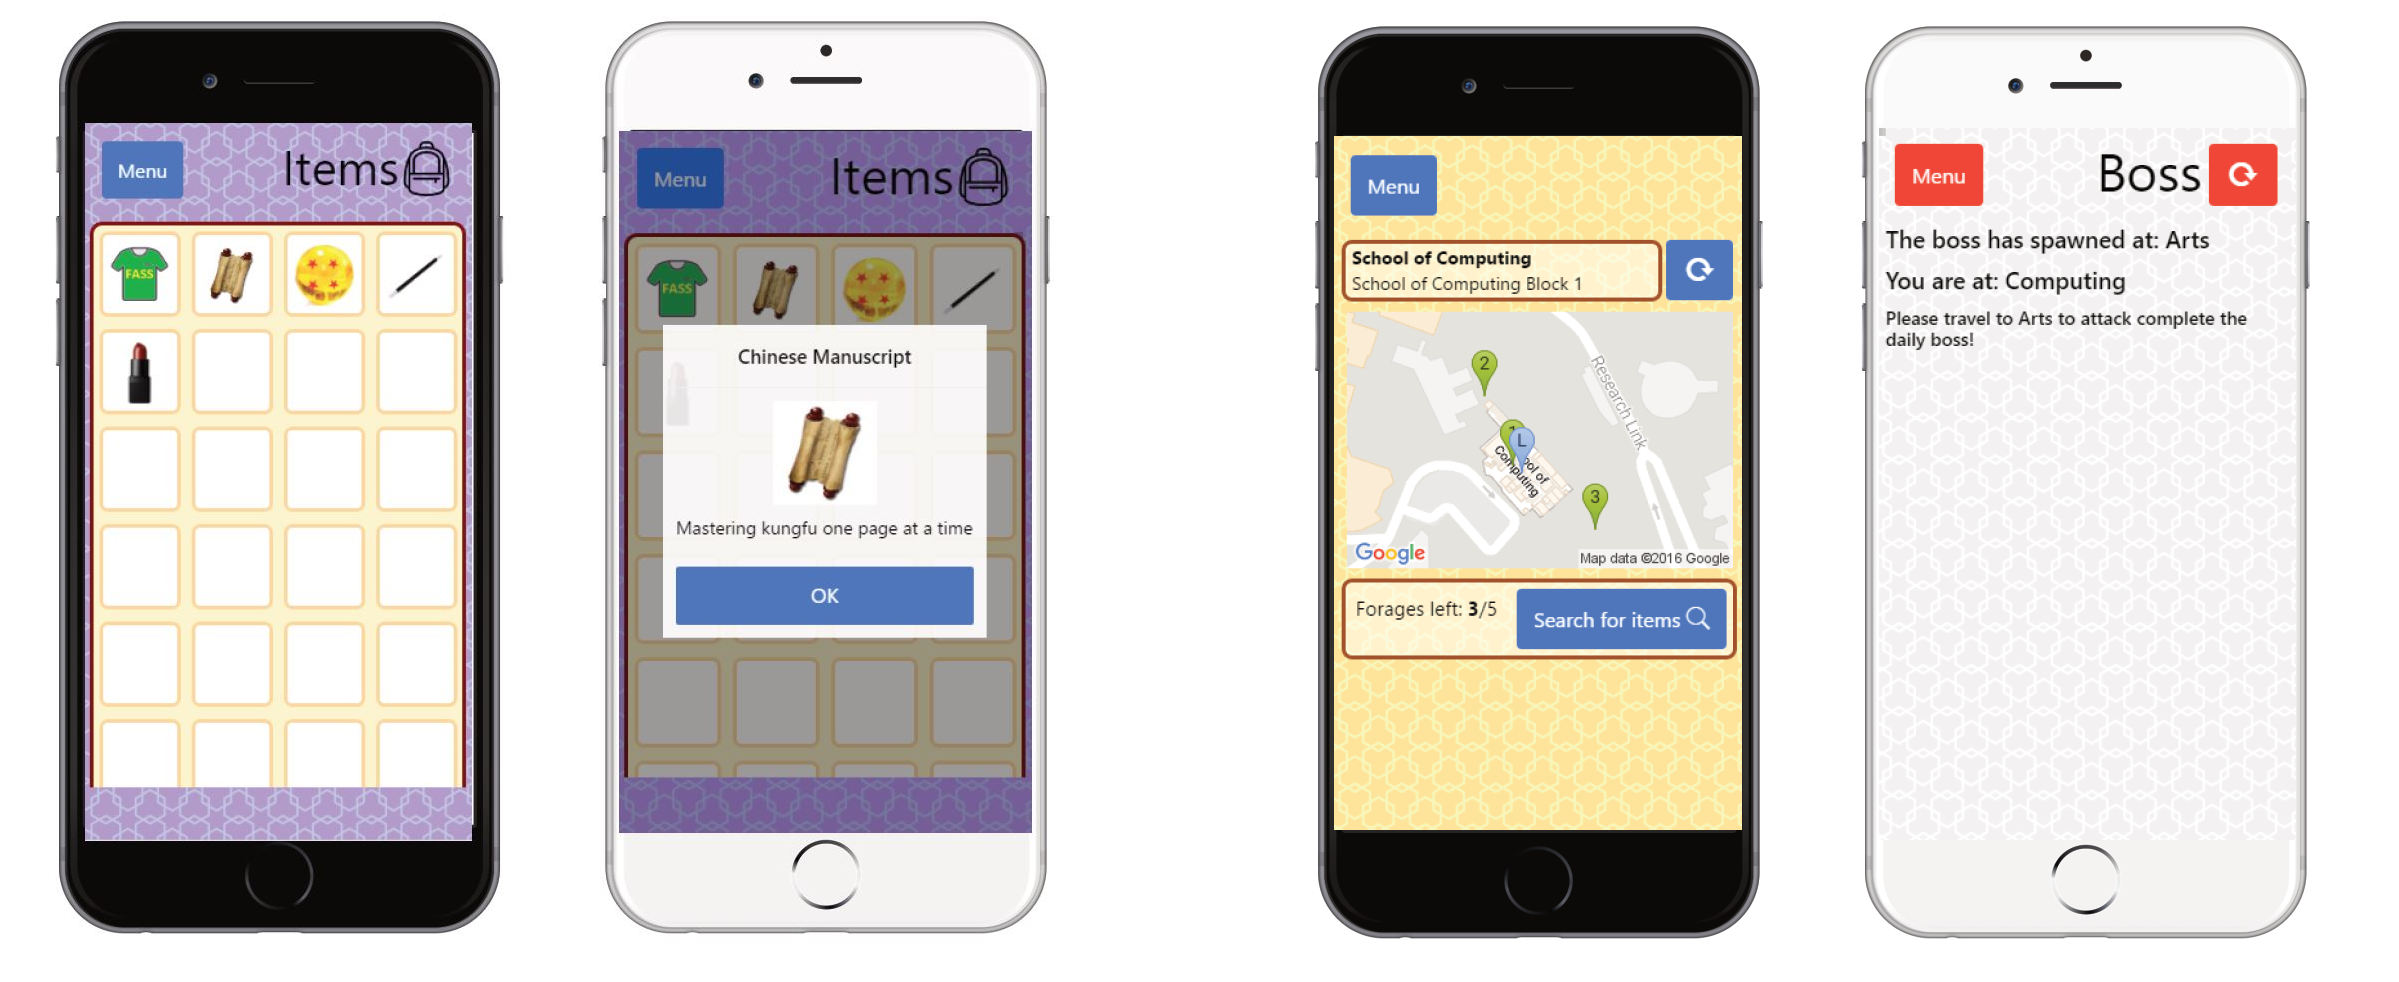 Menu
Items
FASS
Menu
Items
FASS
Chinese Manuscript
Mastering kungfu one page at a time
OK
Menu
School of Computing
School of Computing Block 1
2
1
L
School of
Computing
3
Research Link
Google
Map data ©2016 Google
Forages left: 3/5
Search for items
Menu
Boss
The boss has spawned at: Arts
You are at: Computing
Please travel to Arts to attack complete the
daily boss!